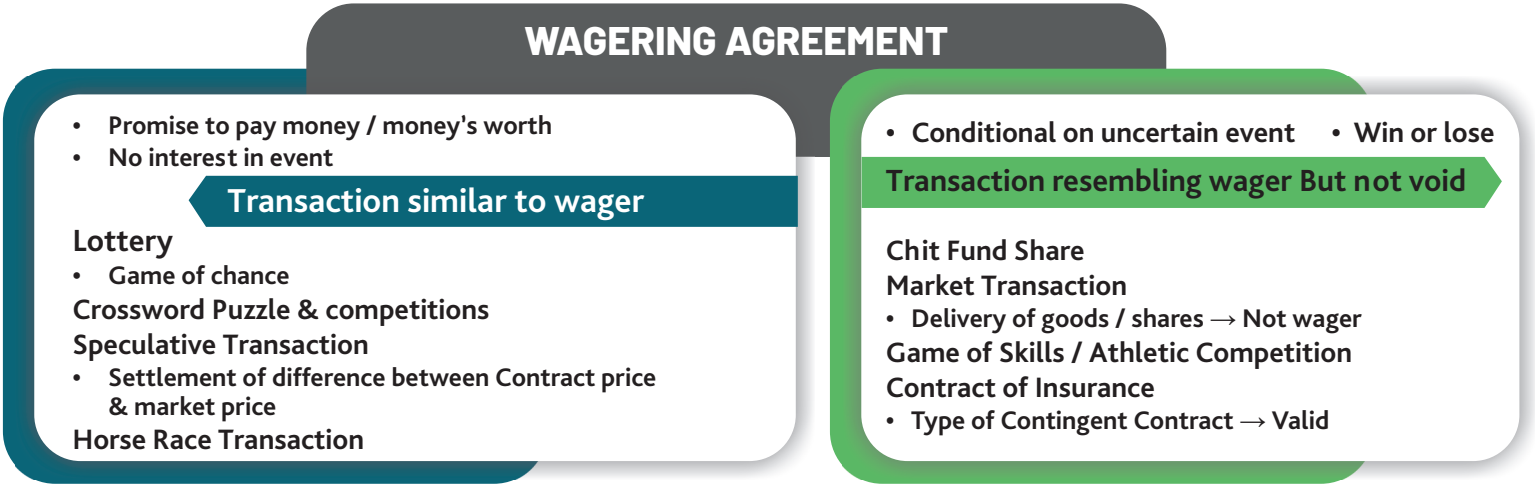 WAGERING AGREEMENT
• Promise to pay money / money's worth
• No interest in event
Transaction similar to wager
Lottery
• Game of chance
Crossword Puzzle & competitions
Speculative Transaction
• Settlement of difference between Contract price
& market price
Horse Race Transaction
• Conditional on uncertain event • Win or lose
Transaction resembling wager But not void
Chit Fund Share
Market Transaction
• Delivery of goods / shares → Not wager
Game of Skills / Athletic Competition
Contract of Insurance
• Type of Contingent Contract → Valid